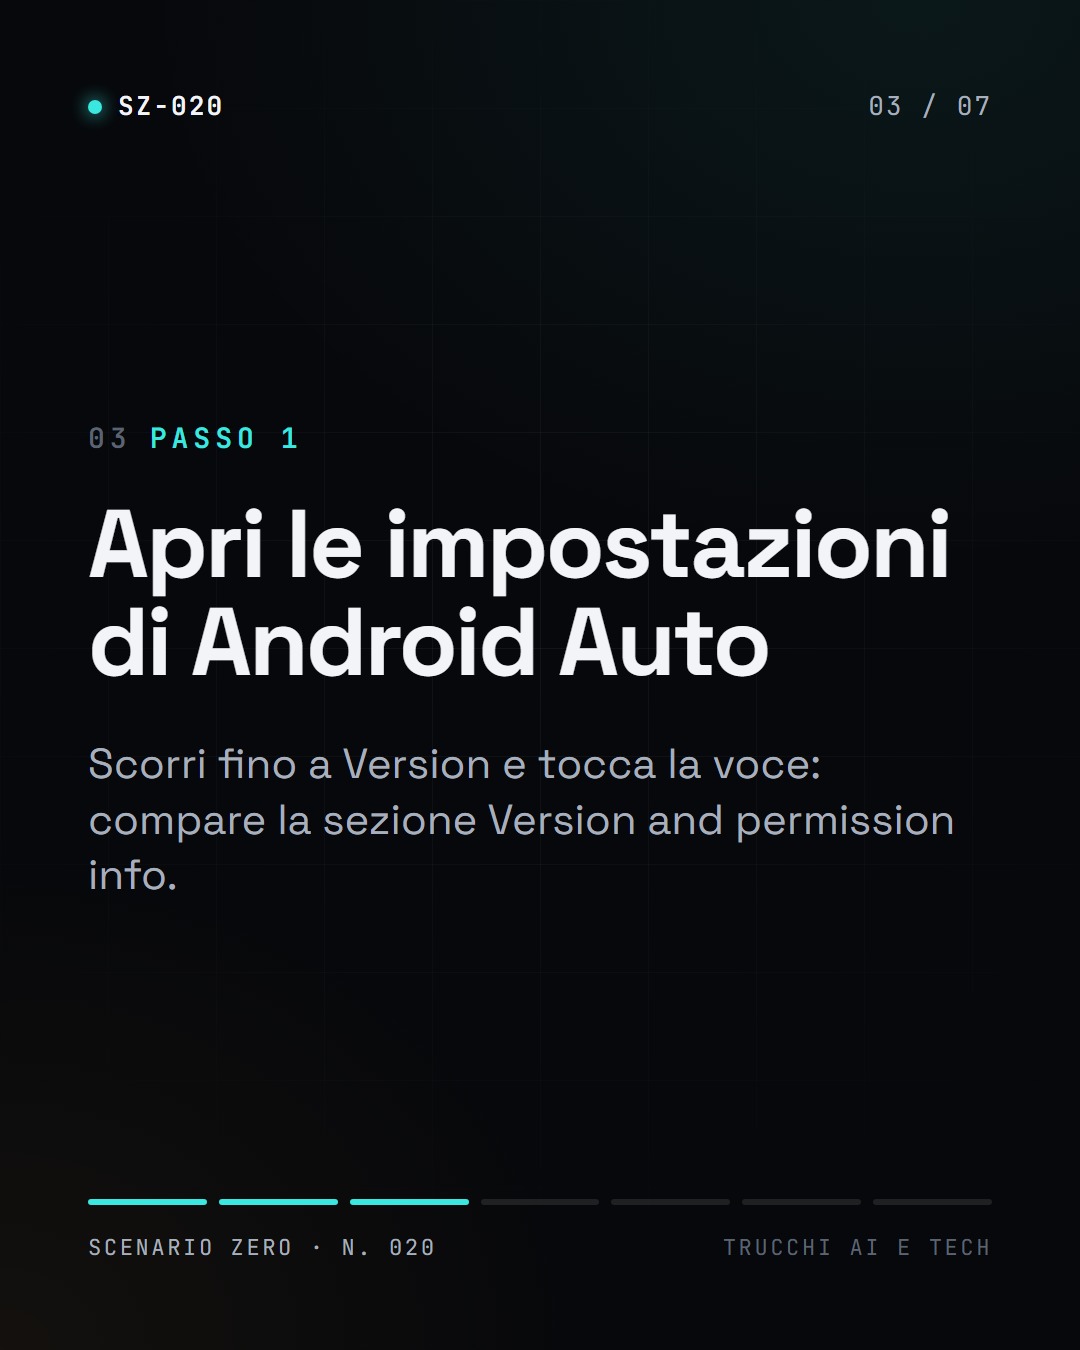 SZ-020
03 / 07
03 PASSO 1
Apri le impostazioni
di Android Auto
Scorri fino a Version e tocca la voce:
compare la sezione Version and permission
info.
SCENARIO ZERO · N. 020
TRUCCHI AI E TECH